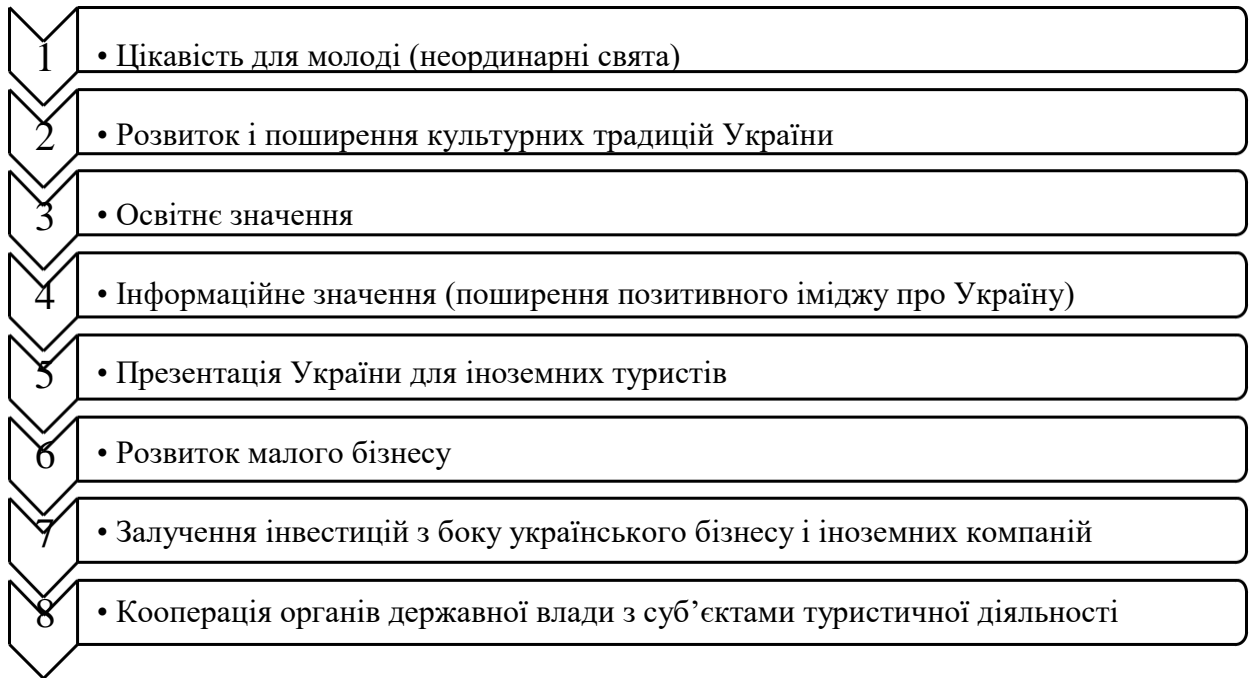 1 • Цікавість для молоді (неординарні свята)
2 • Розвиток і поширення культурних традицій України
3 • Освітнє значення
4 • Інформаційне значення (поширення позитивного іміджу про Україну)
5 • Презентація України для іноземних туристів
6 • Розвиток малого бізнесу
7 • Залучення інвестицій з боку українського бізнесу і іноземних компаній
8 • Кооперація органів державної влади з суб’єктами туристичної діяльності